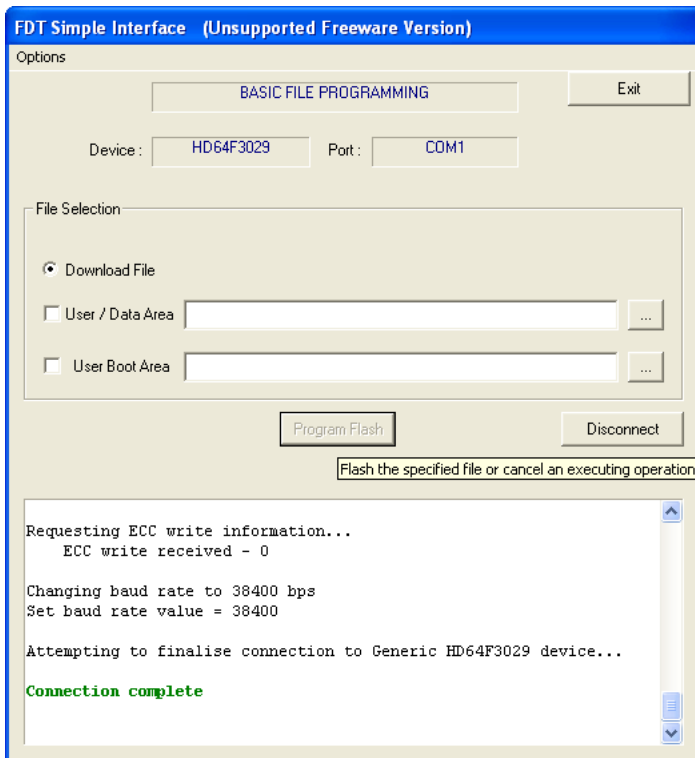 FDT Simple Interface (Unsupported Freeware Version)
Options
BASIC FILE PROGRAMMING
Exit
Device : HD64F3029 Port : COM1
File Selection
Download File
User / Data Area ...
User Boot Area ...
Program Flash Disconnect
Flash the specified file or cancel an executing operation
Requesting ECC write information...
ECC write received - 0
Changing baud rate to 38400 bps
Set baud rate value = 38400
Attempting to finalise connection to Generic HD64F3029 device...
Connection complete